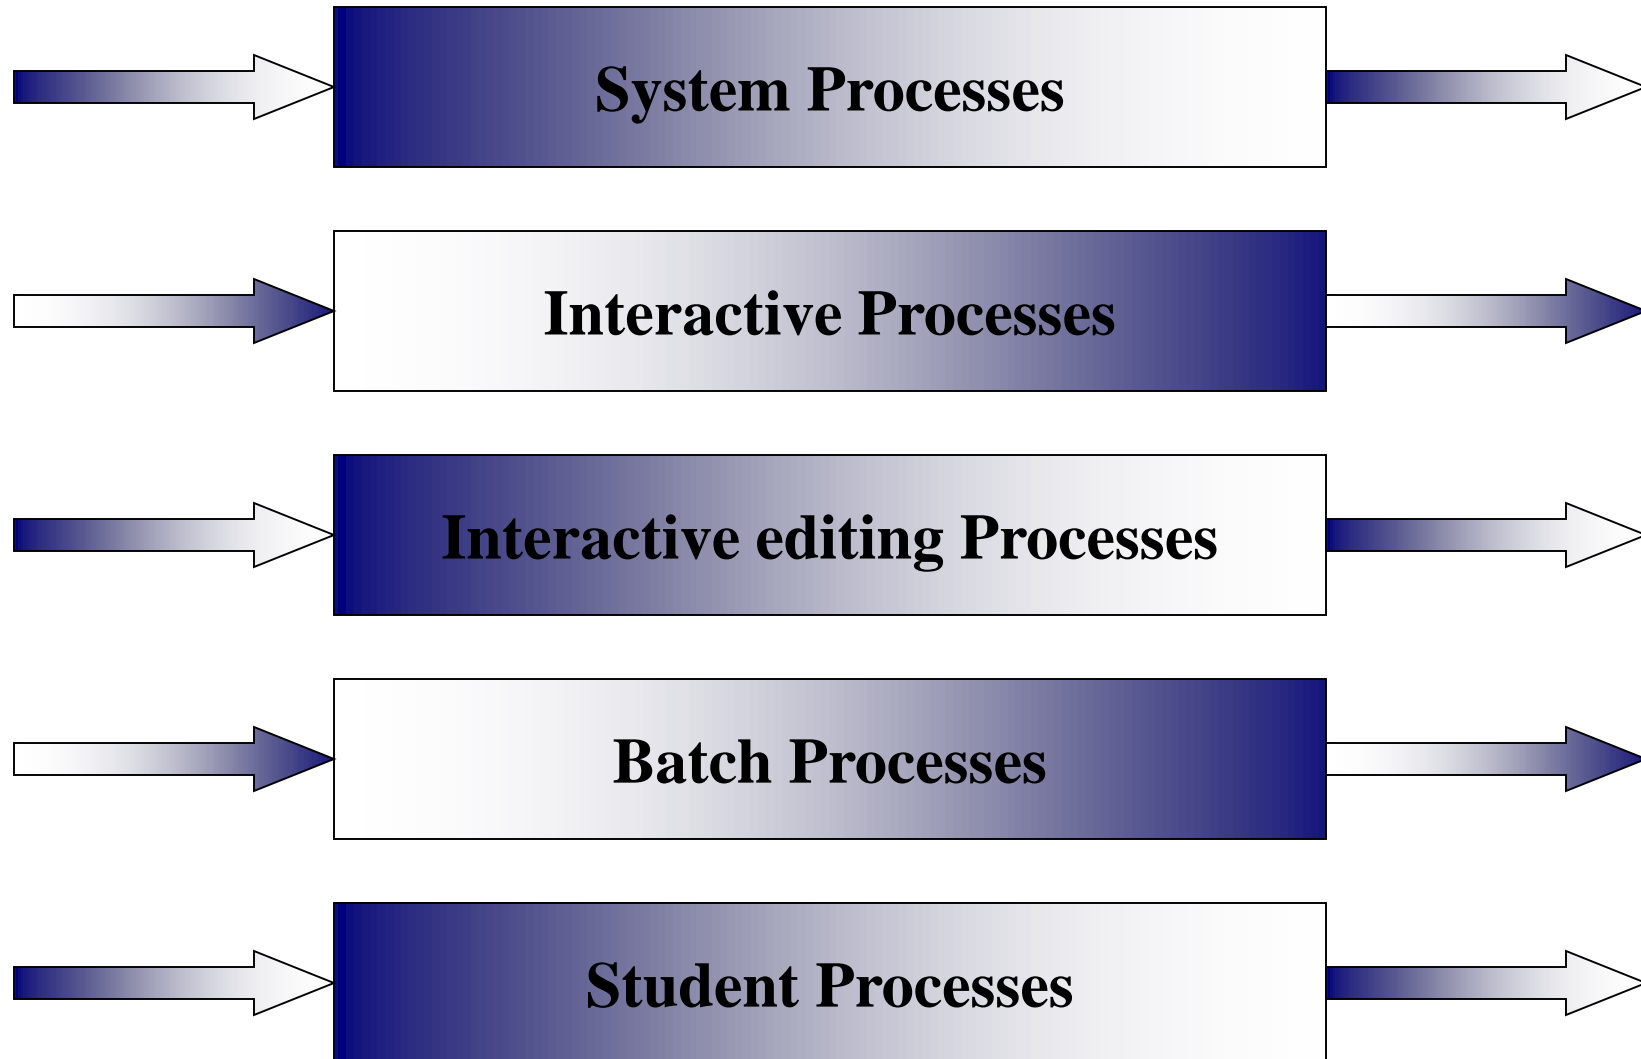 System Processes
Interactive Processes
Interactive editing Processes
Batch Processes
Student Processes